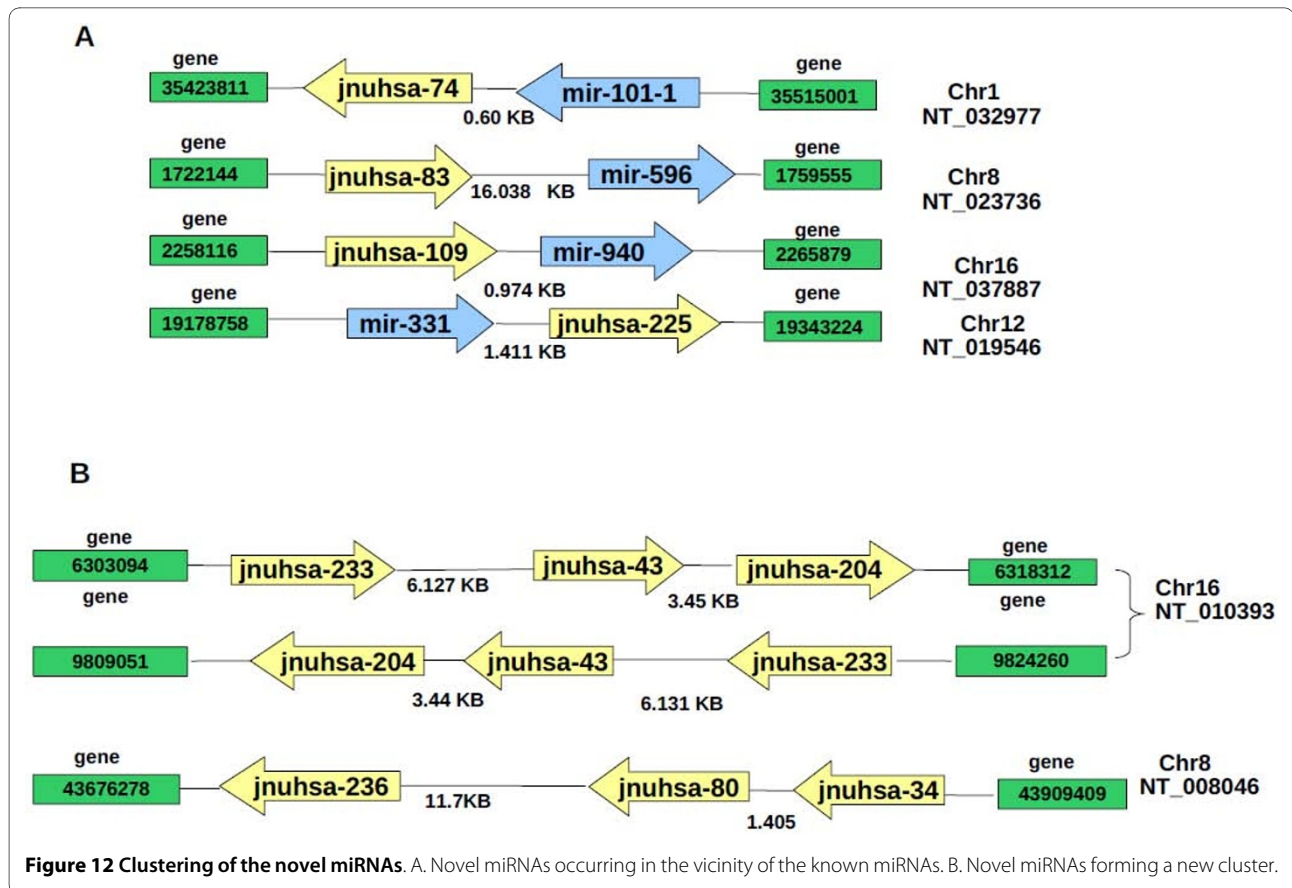 A
gene
gene
35423811 jnuhsa-74 mir-101-1 35515001
0.60 KB
Chr1
NT_032977
gene
gene
1722144 jnuhsa-83 mir-596 1759555
16.038 KB
Chr8
NT_023736
gene
gene
2258116 jnuhsa-109 mir-940 2265879
0.974 KB
Chr16
NT_037887
gene
gene
19178758 mir-331 jnuhsa-225 19343224
1.411 KB
Chr12
NT_019546
B
gene
gene
6303094 jnuhsa-233 jnuhsa-43 jnuhsa-204 6318312
6.127 KB 3.45 KB
gene
gene
Chr16
NT_010393
9809051 jnuhsa-204 jnuhsa-43 jnuhsa-233 9824260
3.44 KB 6.131 KB
gene
gene
43676278 jnuhsa-236 jnuhsa-80 jnuhsa-34 43909409
11.7KB 1.405
Chr8
NT_008046
Figure 12 Clustering of the novel miRNAs. A. Novel miRNAs occurring in the vicinity of the known miRNAs. B. Novel miRNAs forming a new cluster.